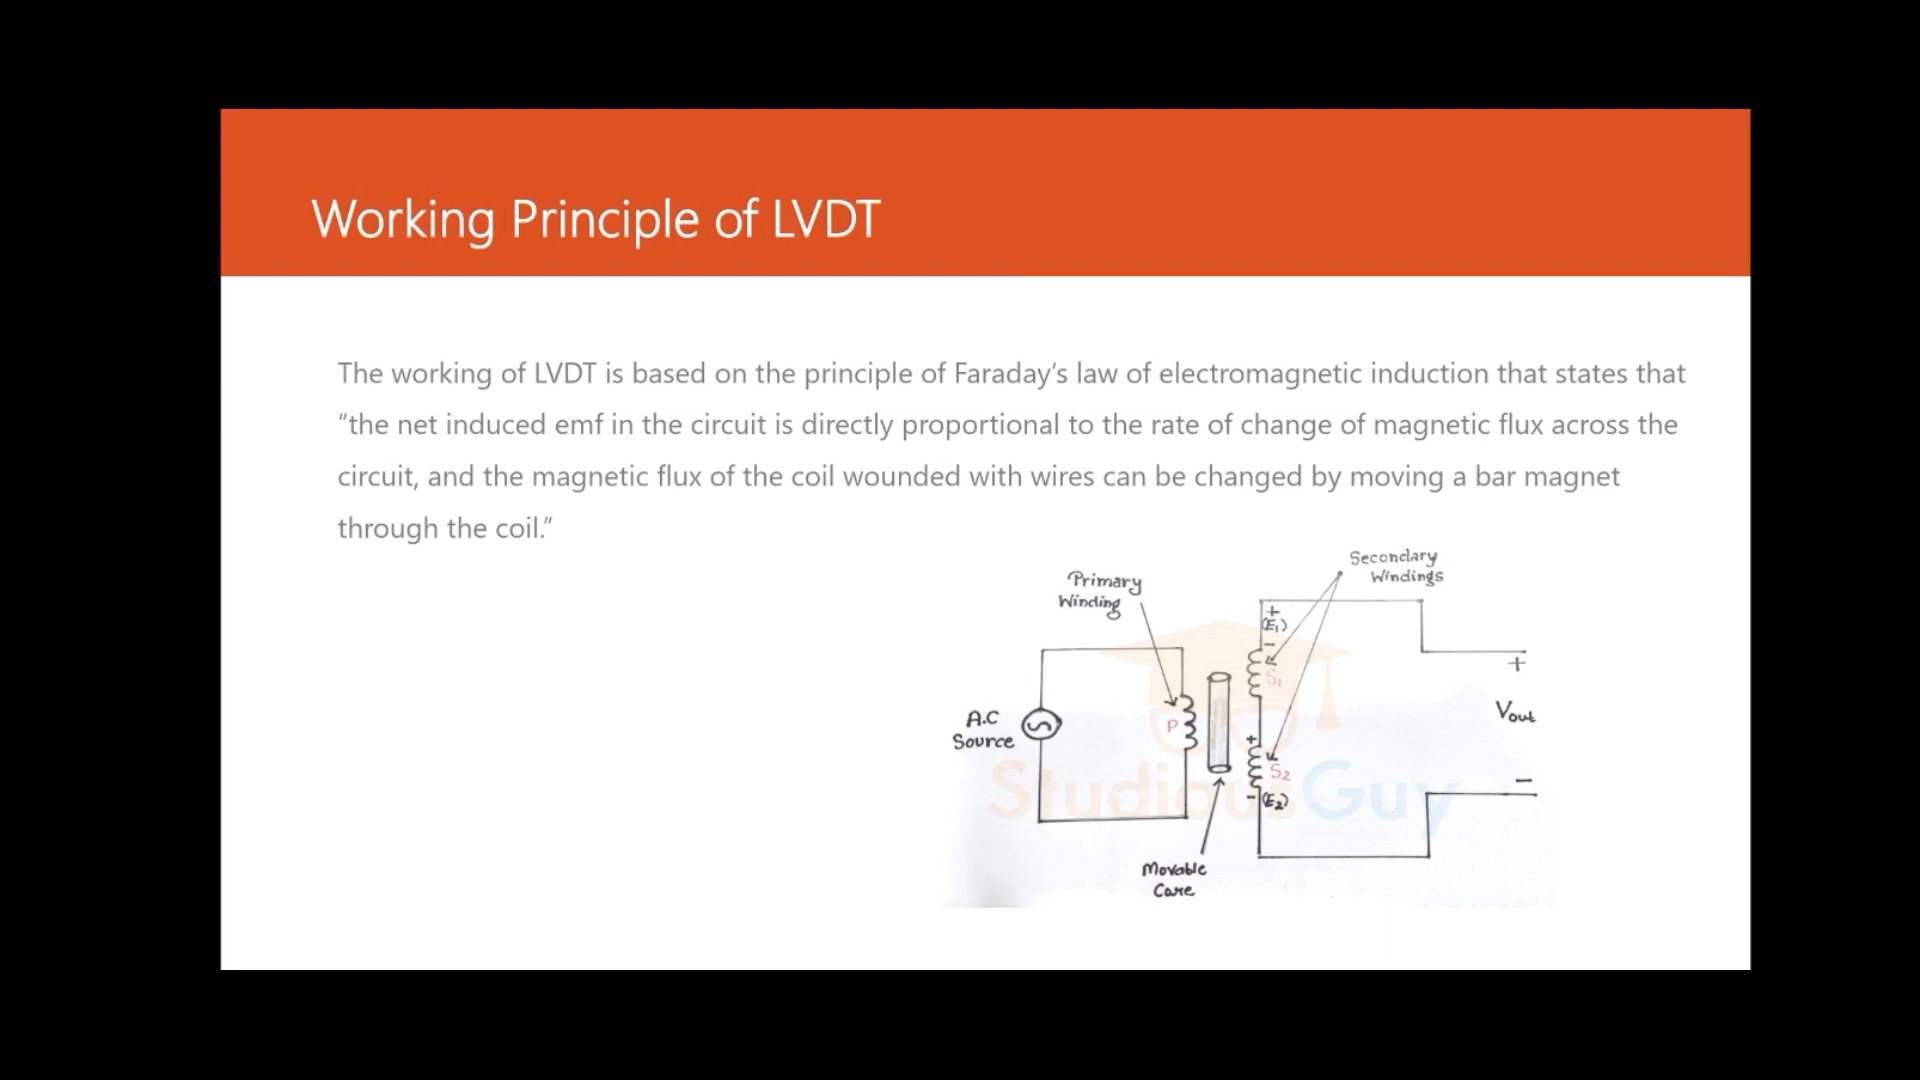 Working Principle of LVDT
The working of LVDT is based on the principle of Faraday's law of electromagnetic induction that states that
"the net induced emf in the circuit is directly proportional to the rate of change of magnetic flux across the
circuit, and the magnetic flux of the coil wounded with wires can be changed by moving a bar magnet
through the coil."
Secondary
Windings
Primary
Winding
+
(E1)
-
S1
+
Vout
A.C
Source
P
+
S2
-
-(E2)
StudiousGuy
Movable
Core